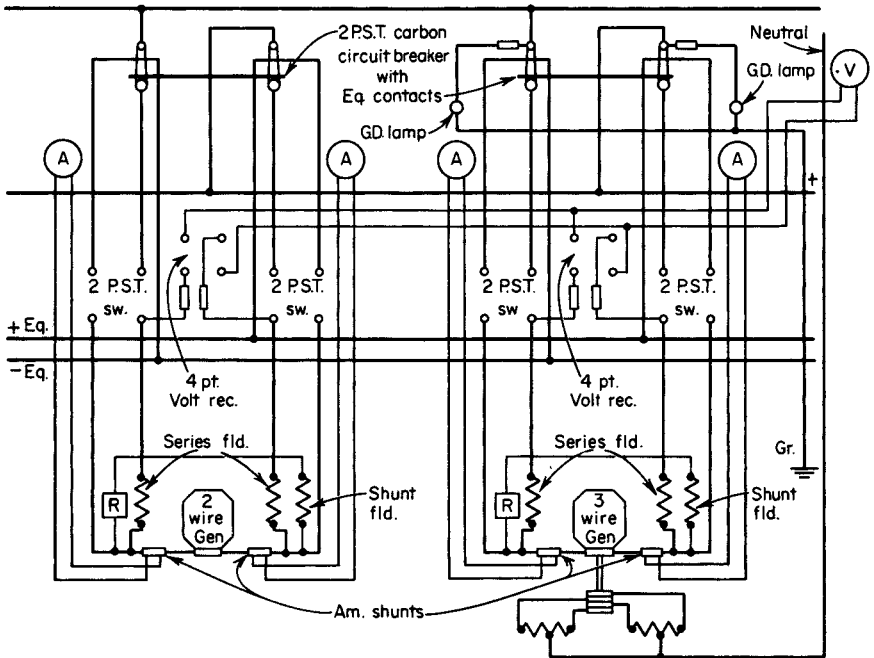 2 P.S.T. carbon
circuit breaker
with
Eq. contacts
Neutral
G.D. lamp
V
G.D. lamp
A
A
A
A
+
2 P.S.T.
sw.
2 P.S.T.
sw.
2 P.S.T.
sw
2 P.S.T.
sw.
+ Eq.
− Eq.
4 pt.
Volt rec.
4 pt.
Volt rec.
Gr.
Series fld.
Series fld.
R
2
wire
Gen
Shunt
fld.
R
3
wire
Gen
Shunt
fld.
Am. shunts